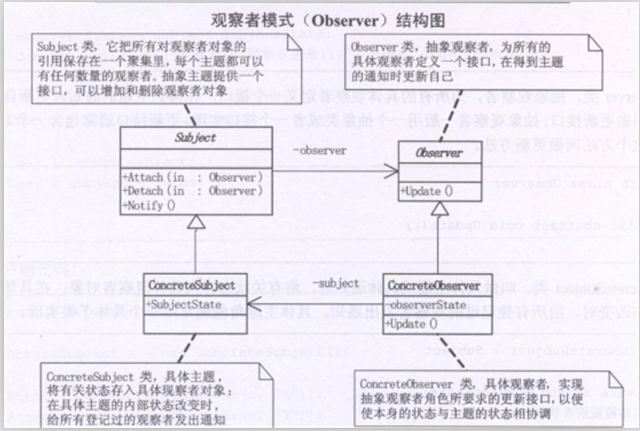 观察者模式（Observer）结构图
Subject 类，它把所有对观察者对象的
引用保存在一个聚集里，每个主题都可以
有任何数量的观察者。抽象主题提供一个
接口，可以增加和删除观察者对象
Observer 类，抽象观察者，为所有的
具体观察者定义一个接口，在得到主题
的通知时更新自己
Subject
+Attach(in : Observer)
+Detach(in : Observer)
+Notify()
-observer
Observer
+Update()
ConcreteSubject
+SubjectState
-subject
ConcreteObserver
-observerState
+Update()
ConcreteSubject 类，具体主题，
将有关状态存入具体观察者对象，
在具体主题的内部状态改变时，
给所有登记过的观察者发出通知
ConcreteObserver 类，具体观察者，实现
抽象观察者角色所要求的更新接口，以便
使本身的状态与主题的状态相协调